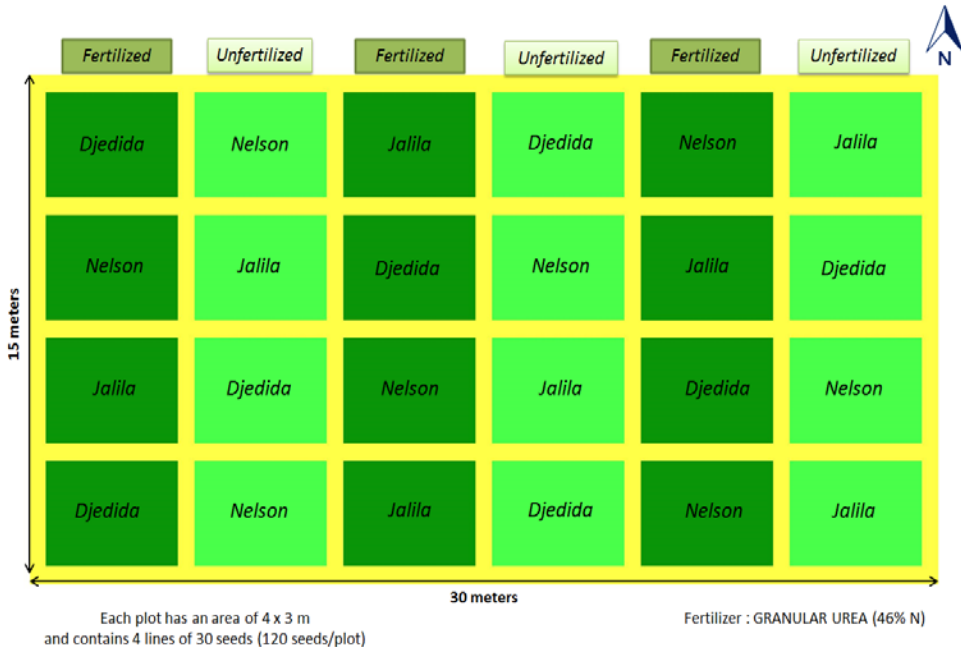 Fertilized Unfertilized Fertilized Unfertilized Fertilized Unfertilized
N
Djedida Nelson Jalila Djedida Nelson Jalila
Nelson Jalila Djedida Nelson Jalila Djedida
15 meters
Jalila Djedida Nelson Jalila Djedida Nelson
Djedida Nelson Jalila Djedida Nelson Jalila
30 meters
Each plot has an area of 4 x 3 m
and contains 4 lines of 30 seeds (120 seeds/plot)
Fertilizer : GRANULAR UREA (46% N)